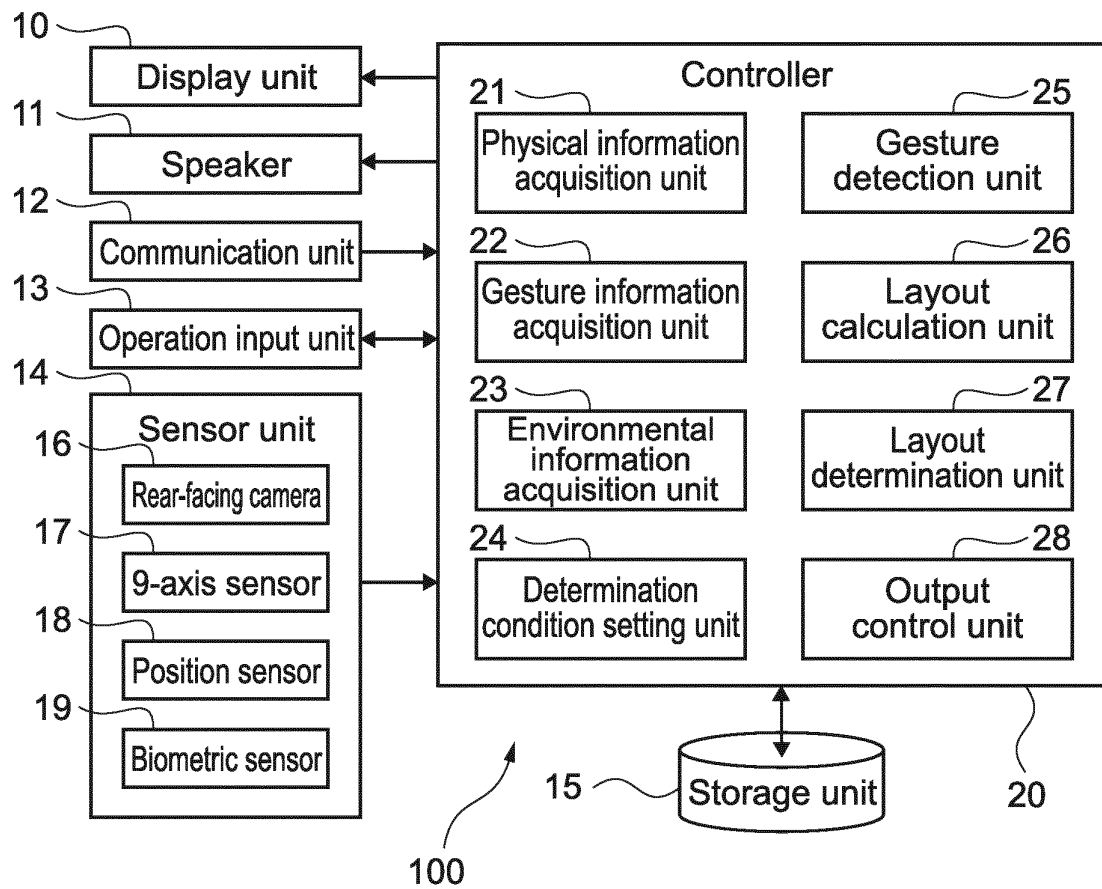 10
Display unit
11
Speaker
12
Communication unit
13
Operation input unit
14
Sensor unit
16
Rear-facing camera
17
9-axis sensor
18
Position sensor
19
Biometric sensor
Controller
21
Physical information
acquisition unit
25
Gesture
detection unit
22
Gesture information
acquisition unit
26
Layout
calculation unit
23
Environmental
information
acquisition unit
27
Layout
determination unit
24
Determination
condition setting unit
28
Output
control unit
15
Storage unit
20
100